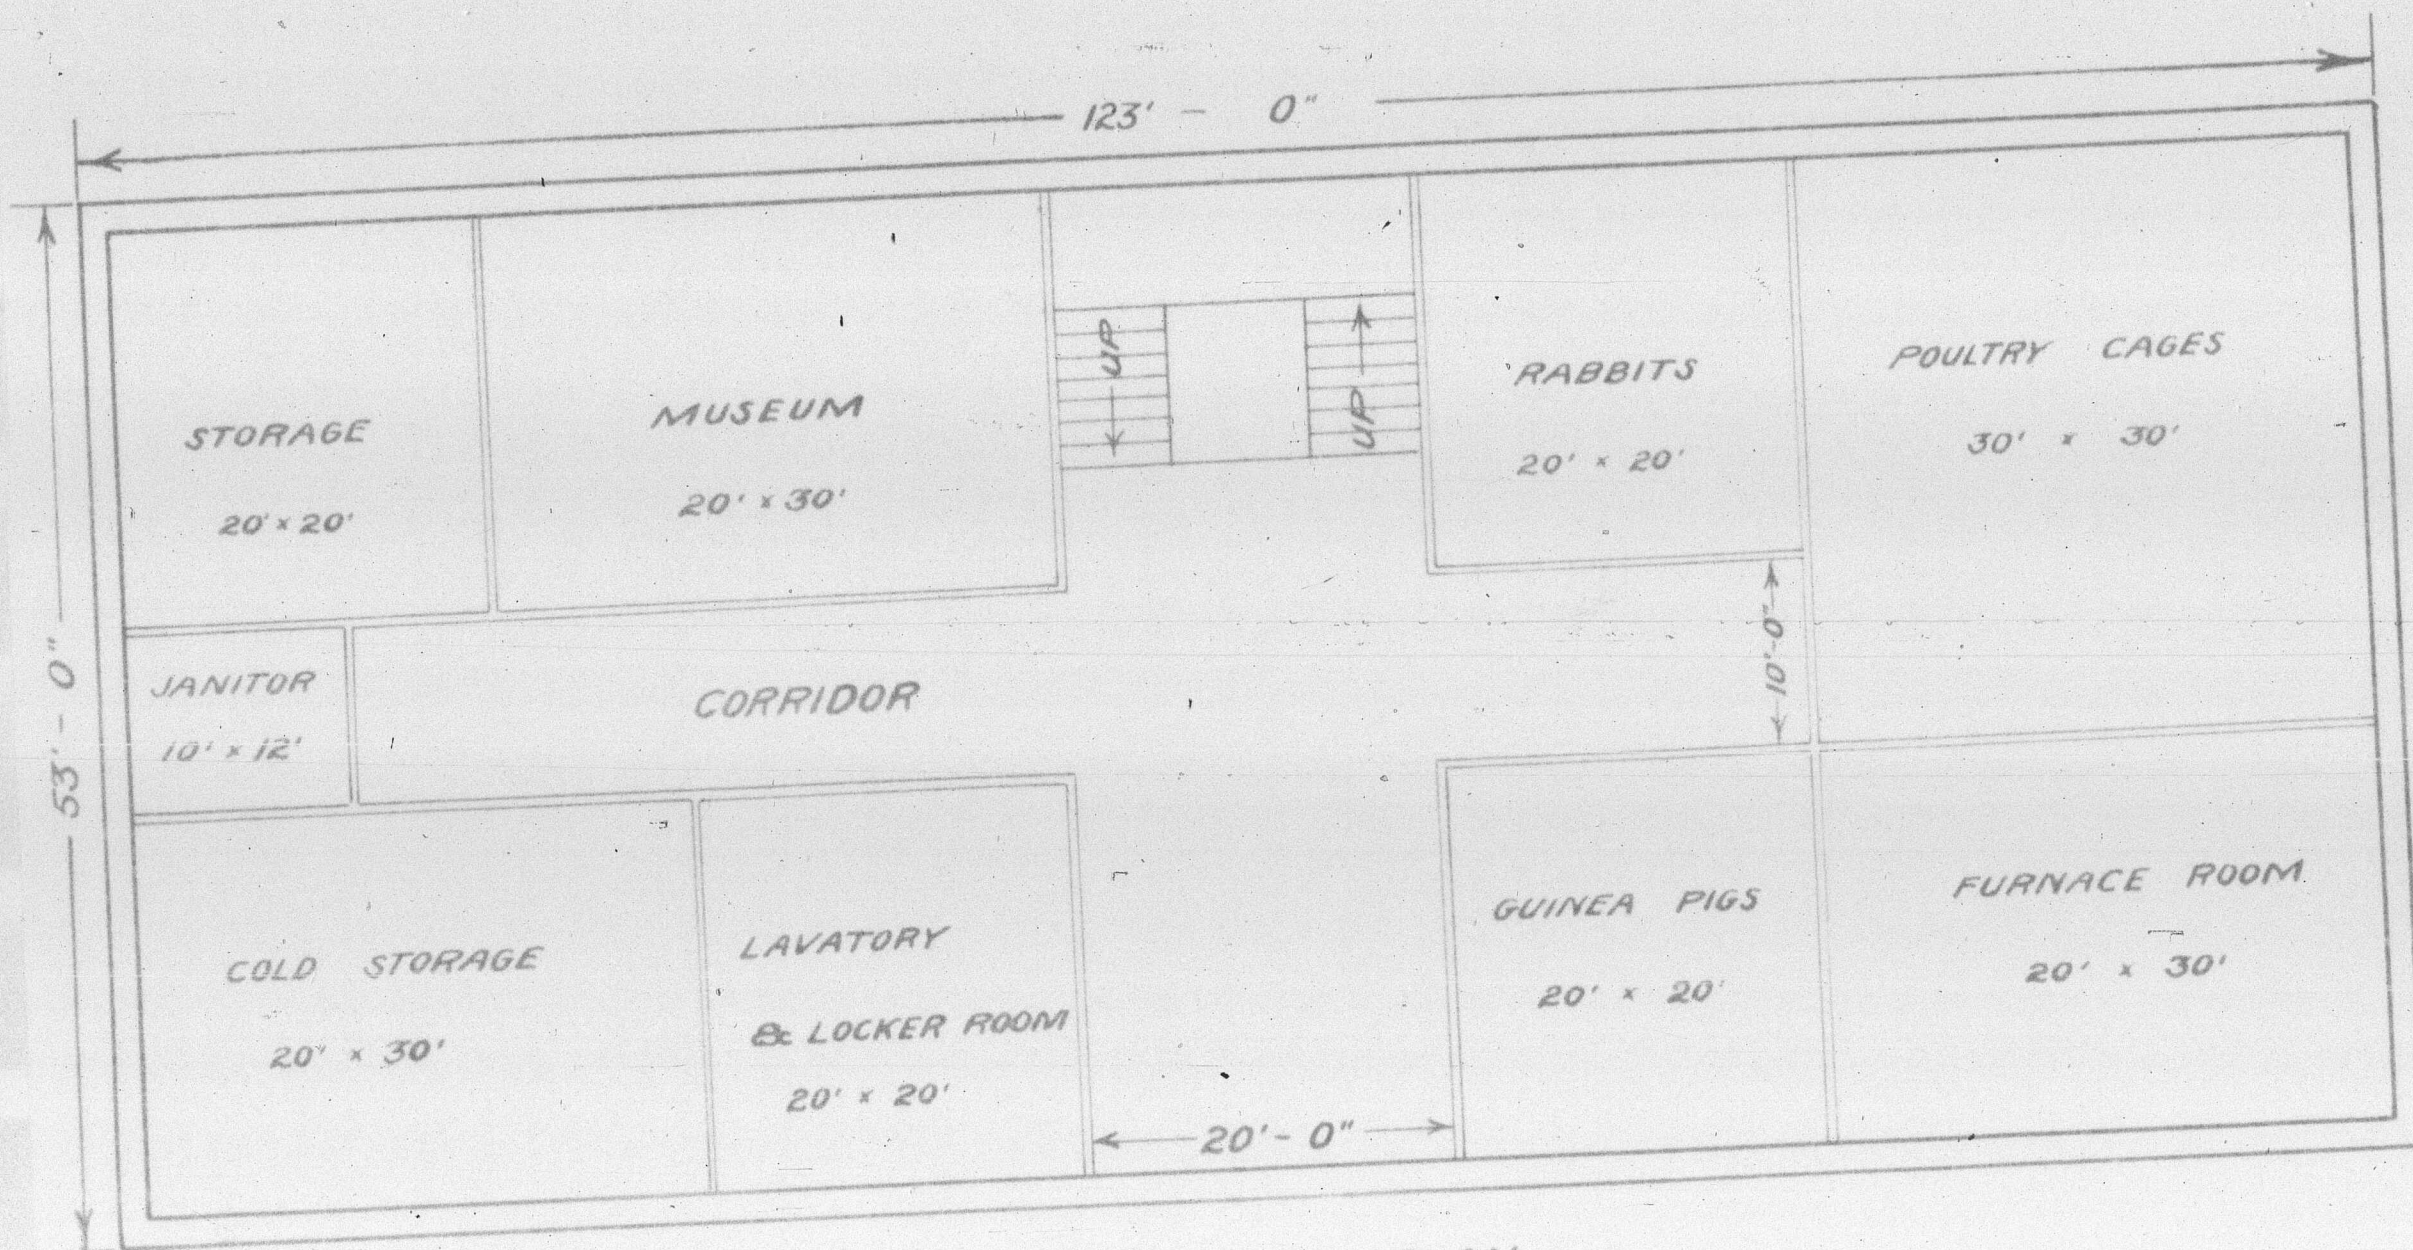 123' - 0"
53' - 0"
STORAGE
20' x 20'
MUSEUM
20' x 30'
UP
UP
RABBITS
20' x 20'
POULTRY CAGES
30' x 30'
JANITOR
10' x 12'
CORRIDOR
10'-0"
COLD STORAGE
20' x 30'
LAVATORY
& LOCKER ROOM
20' x 20'
20'- 0"
GUINEA PIGS
20' x 20'
FURNACE ROOM
20' x 30'